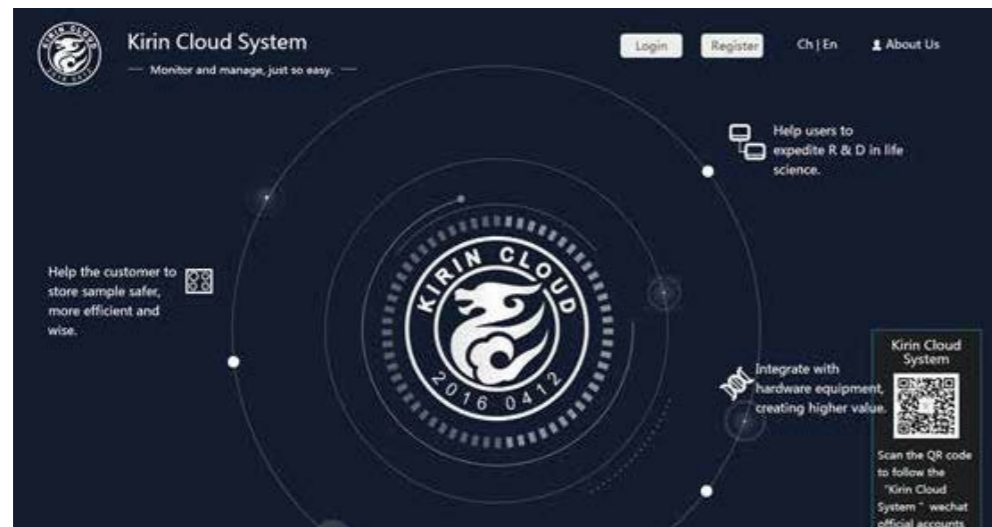 KIRIN CLOUD
Kirin Cloud System
Monitor and manage, just so easy.
Login
Register
Ch | En
About Us
Help users to
expedite R & D in life
science.
Help the customer to
store sample safer,
more efficient and
wise.
KIRIN CLOUD
2016 0412
Integrate with
hardware equipment,
creating higher value.
Kirin Cloud
System
Scan the QR code
to follow the
"Kirin Cloud
System" wechat
official accounts